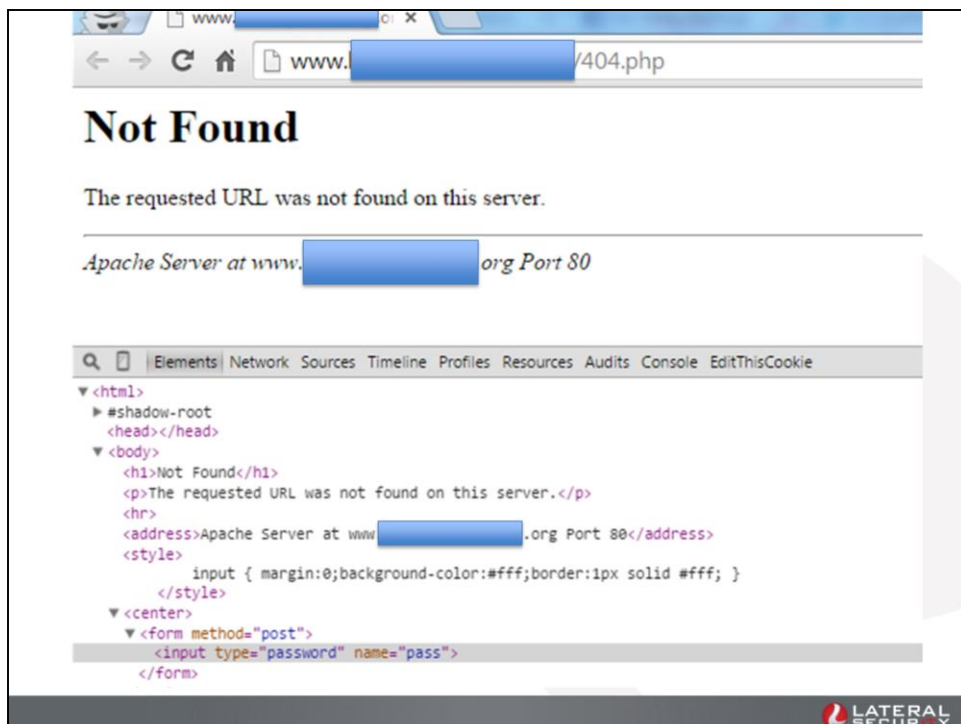 www. o
www. /404.php
Not Found
The requested URL was not found on this server.
Apache Server at www. org Port 80
Elements Network Sources Timeline Profiles Resources Audits Console EditThisCookie
▼<html>
▶#shadow-root
<head></head>
▼<body>
<h1>Not Found</h1>
<p>The requested URL was not found on this server.</p>
<hr>
<address>Apache Server at www .org Port 80</address>
<style>
input { margin:0;background-color:#fff;border:1px solid #fff; }
</style>
▼<center>
▼<form method="post">
<input type="password" name="pass">
</form>
LATERAL
SECURITY